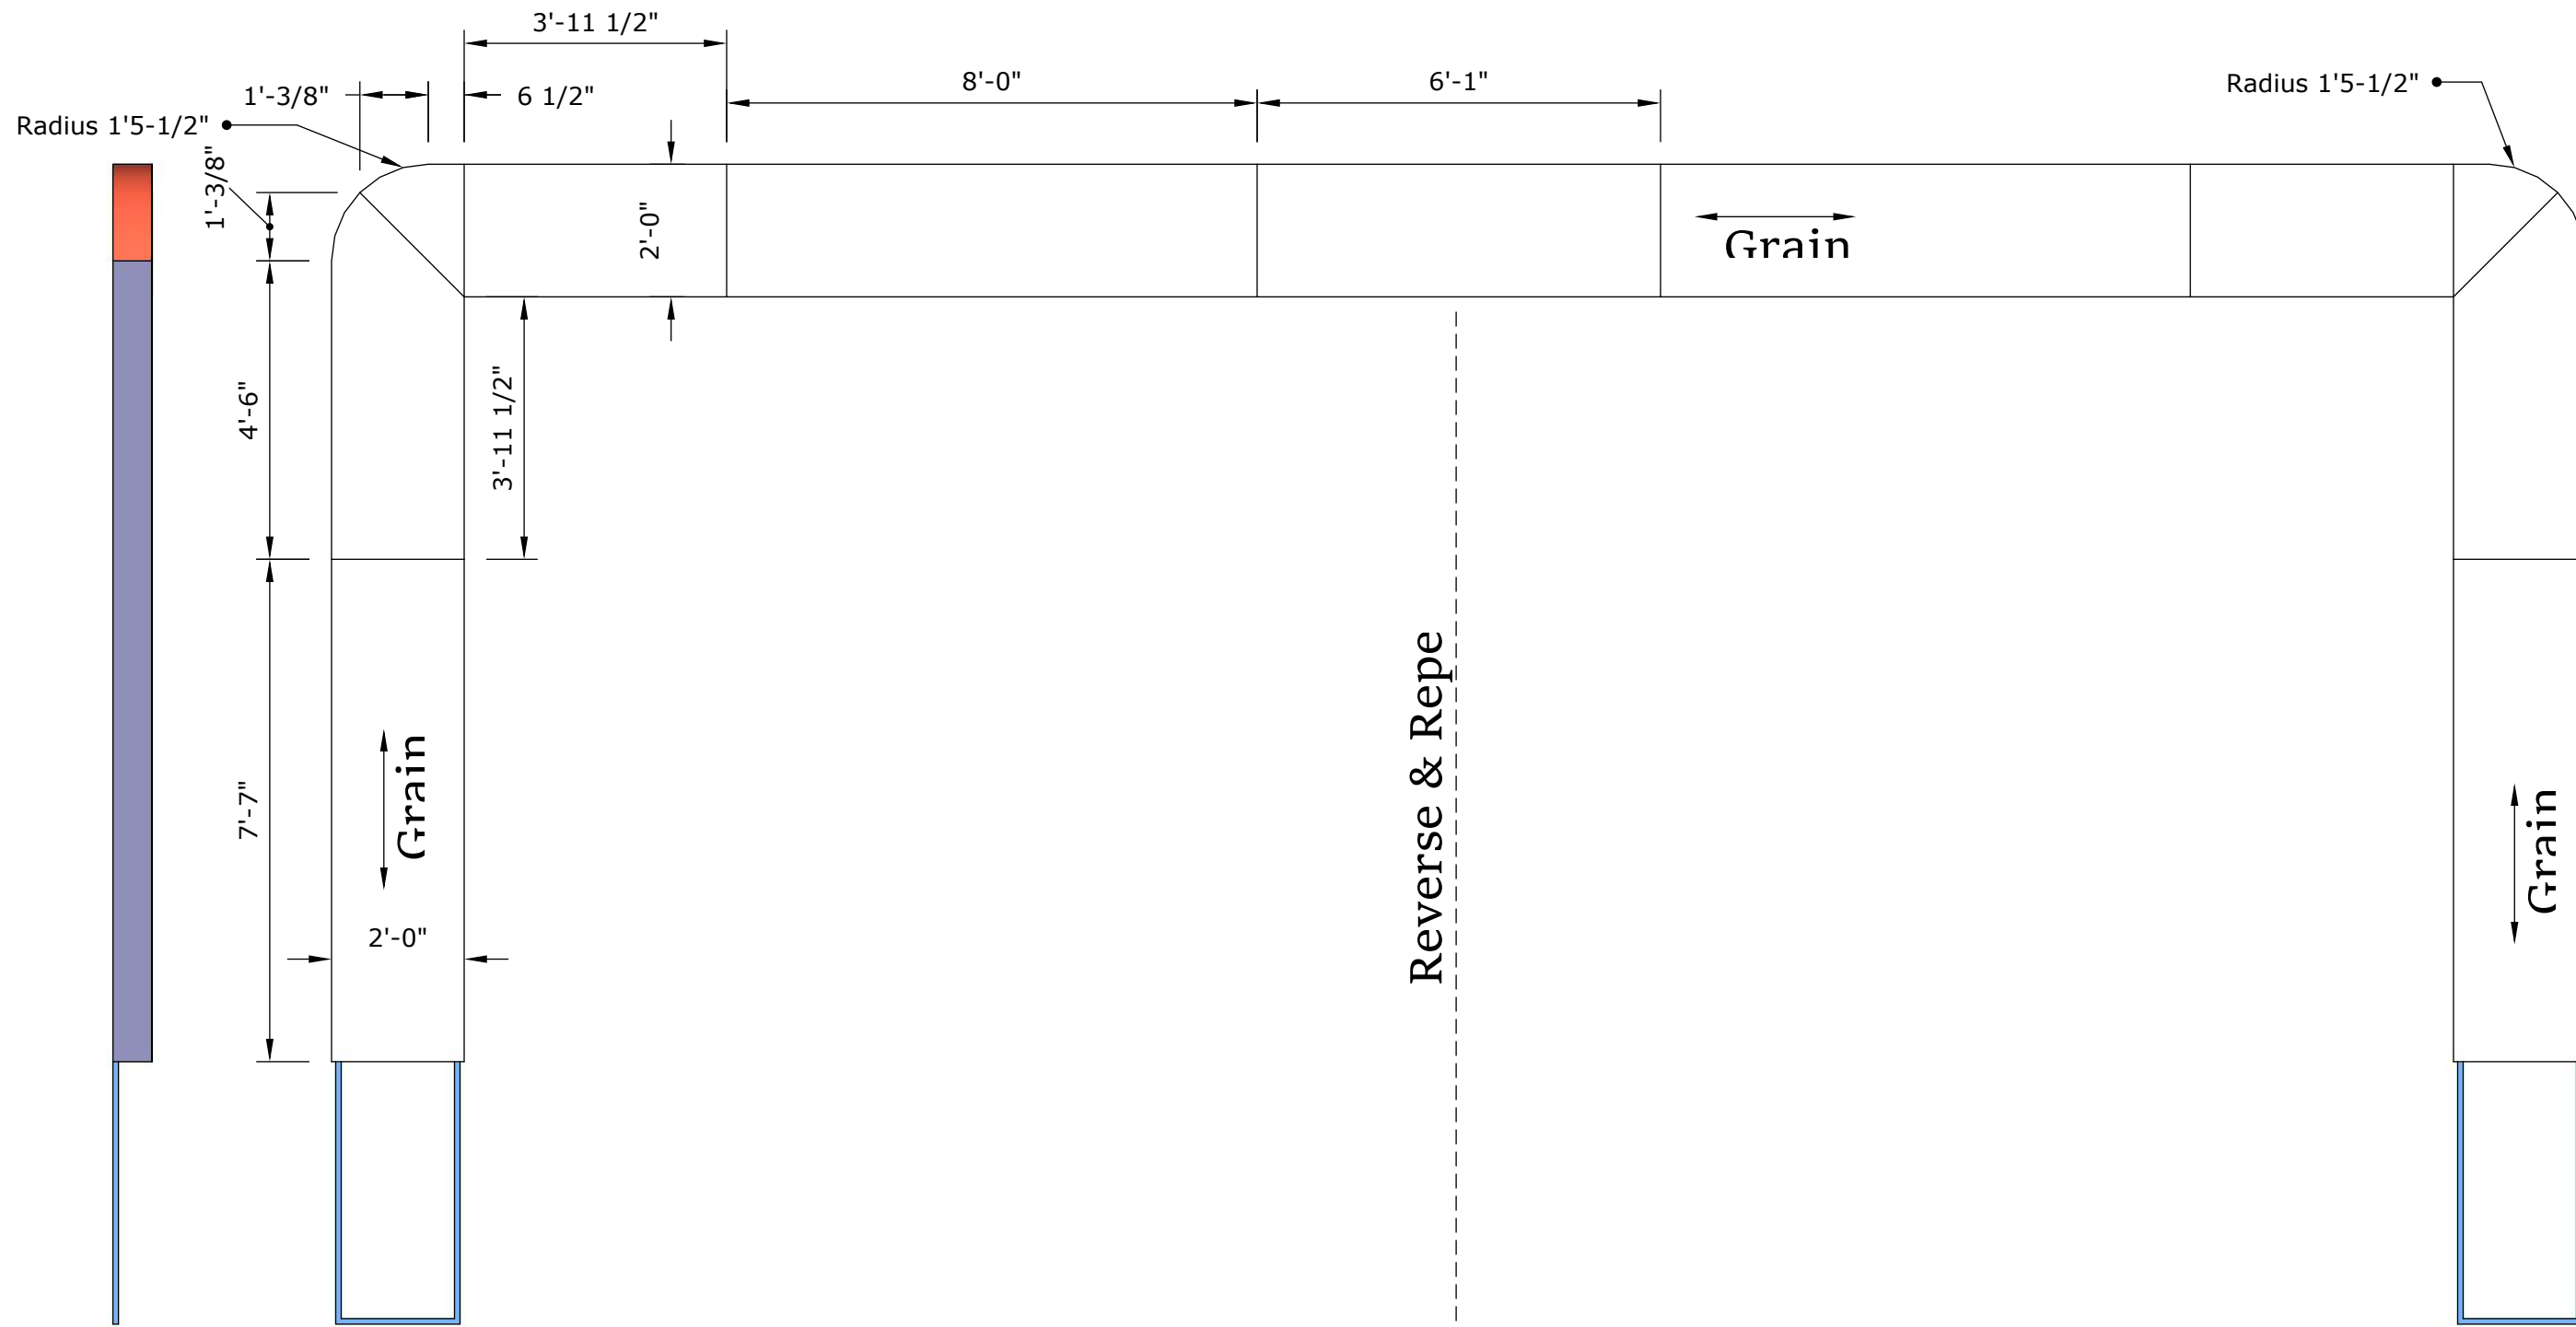 3'-11 1/2"
8'-0"
6'-1"
Radius 1'5-1/2"
1'-3/8"
6 1/2"
Radius 1'5-1/2"
1'-3/8"
2'-0"
Grain
4'-6"
3'-11 1/2"
Reverse & Repe
7'-7"
Grain
Grain
2'-0"